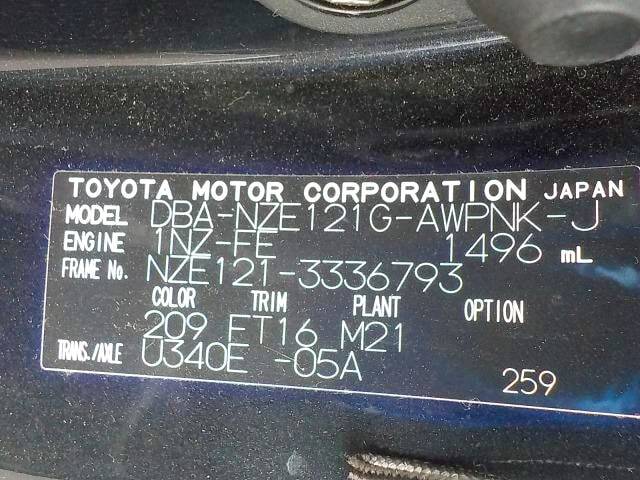 TOYOTA MOTOR CORPORATION JAPAN
MODEL DBA-NZE121G-AWPNK-J
ENGINE 1NZ-FE 1496 mL
FRAME No. NZE121-3336793
COLOR TRIM PLANT OPTION
209 FT16 M21
TRANS./AXLE U340E -05A
259